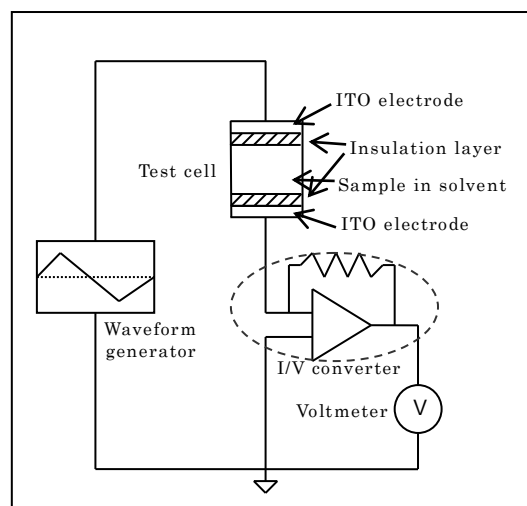 ITO electrode
Insulation layer
Test cell
Sample in solvent
ITO electrode
Waveform
generator
I/V converter
Voltmeter
V